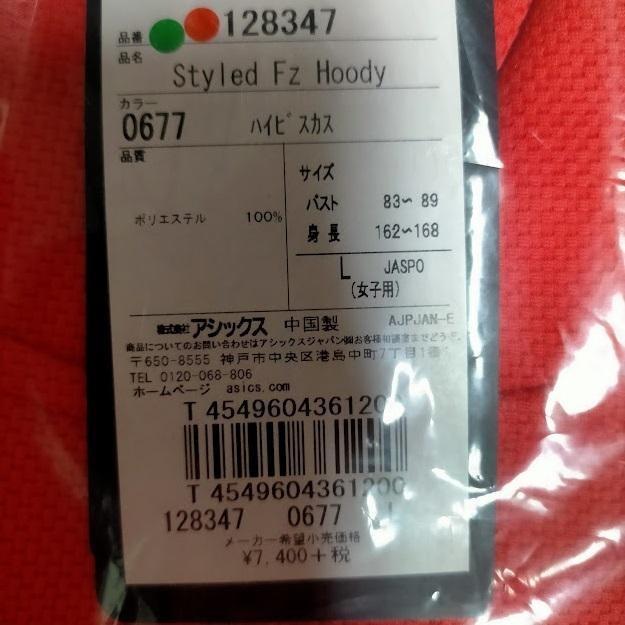 品番 128347
品名
Styled Fz Hoody
カラー
0677 ハイビスカス
品質
ポリエステル 100%
サイズ
バスト 83~ 89
身長 162~168
L JASPO
(女子用)
株式会社 アシックス 中国製 AJPJAN-E
商品についてのお問い合わせはアシックスジャパン㈱お客様相談室までどうぞ。
〒650-8555 神戸市中央区港島中町7丁目1番
TEL 0120-068-806
ホームページ asics.com
T 4549604361200
T 4549604361200
128347 0677 L
メーカー希望小売価格
¥7,400+税